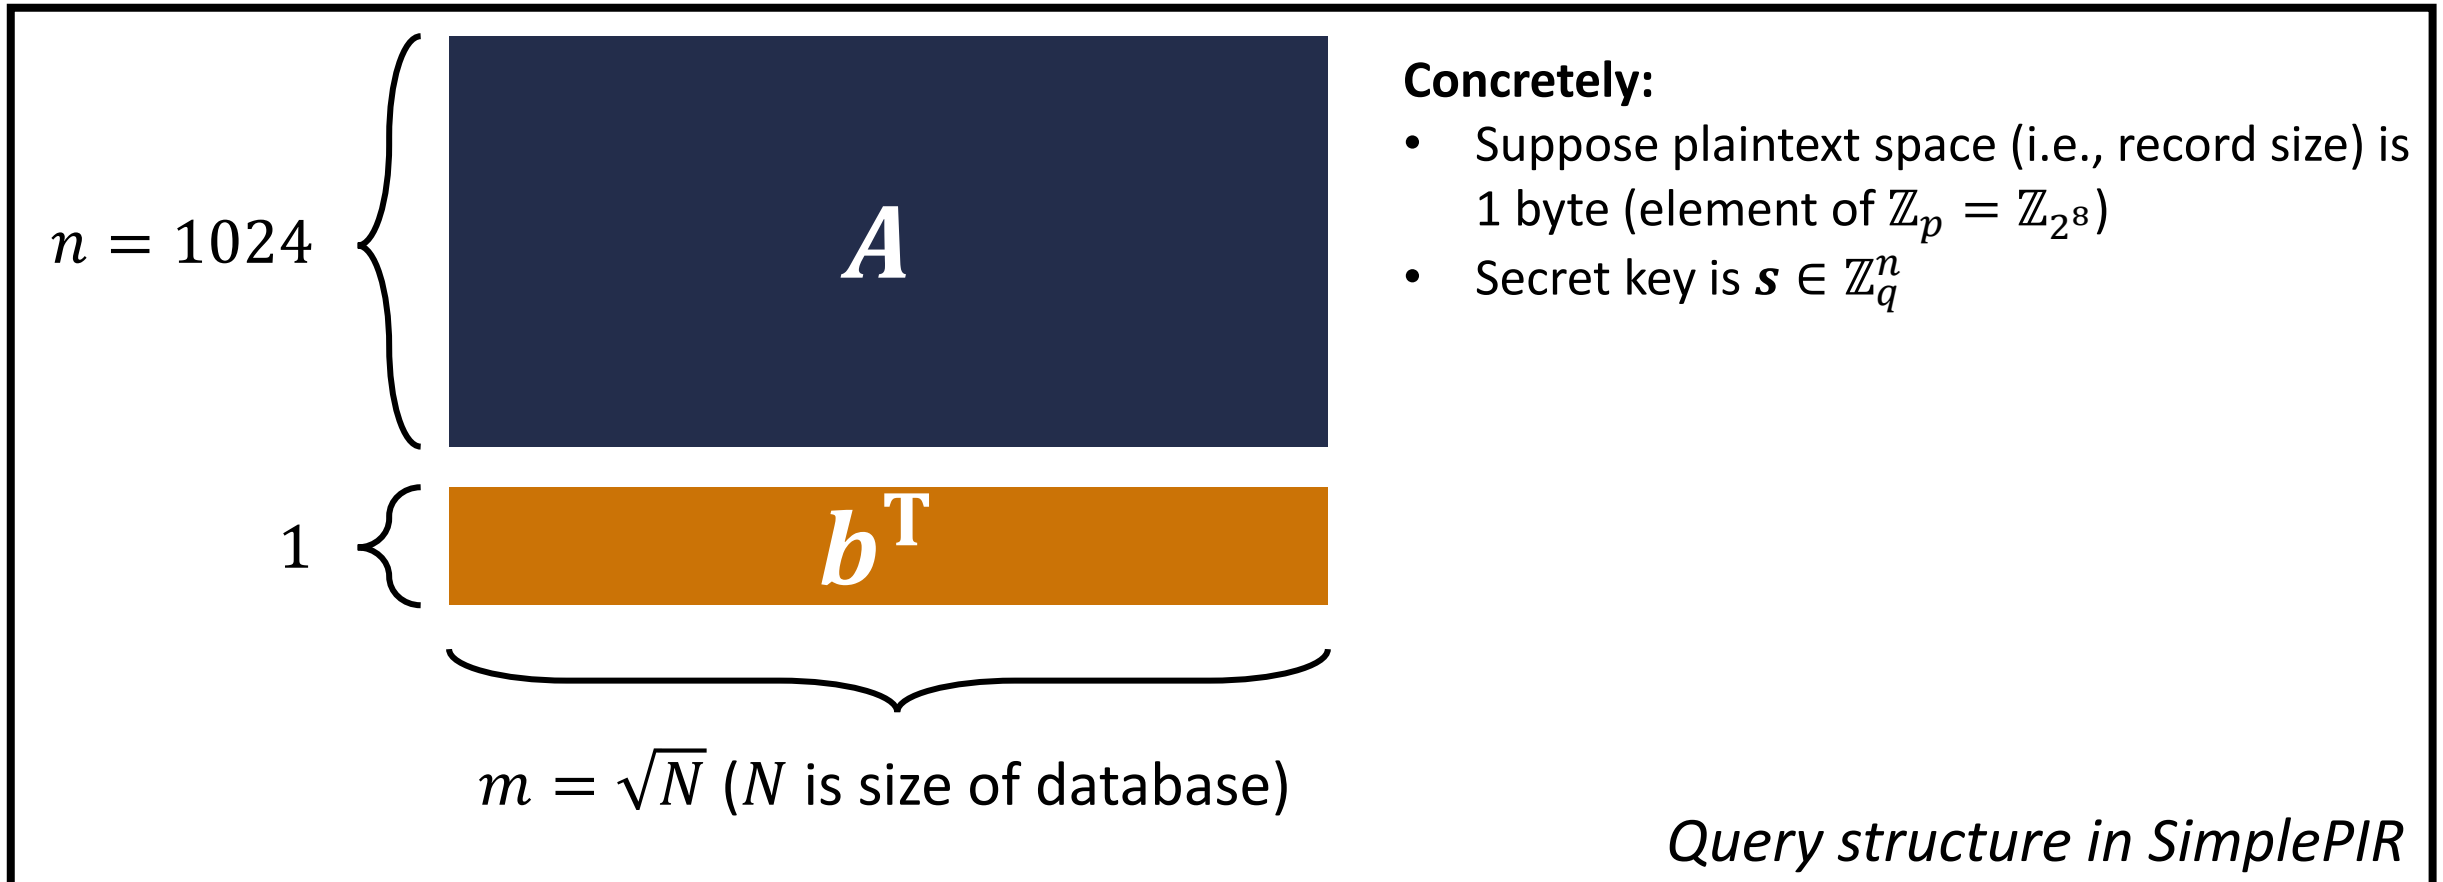 Concretely:
• Suppose plaintext space (i.e., record size) is
1 byte (element of ℤ_p = ℤ_{2^8})
• Secret key is 𝒔 ∈ ℤ_q^n
n = 1024
A
1
b^T
m = √N (N is size of database)
Query structure in SimplePIR